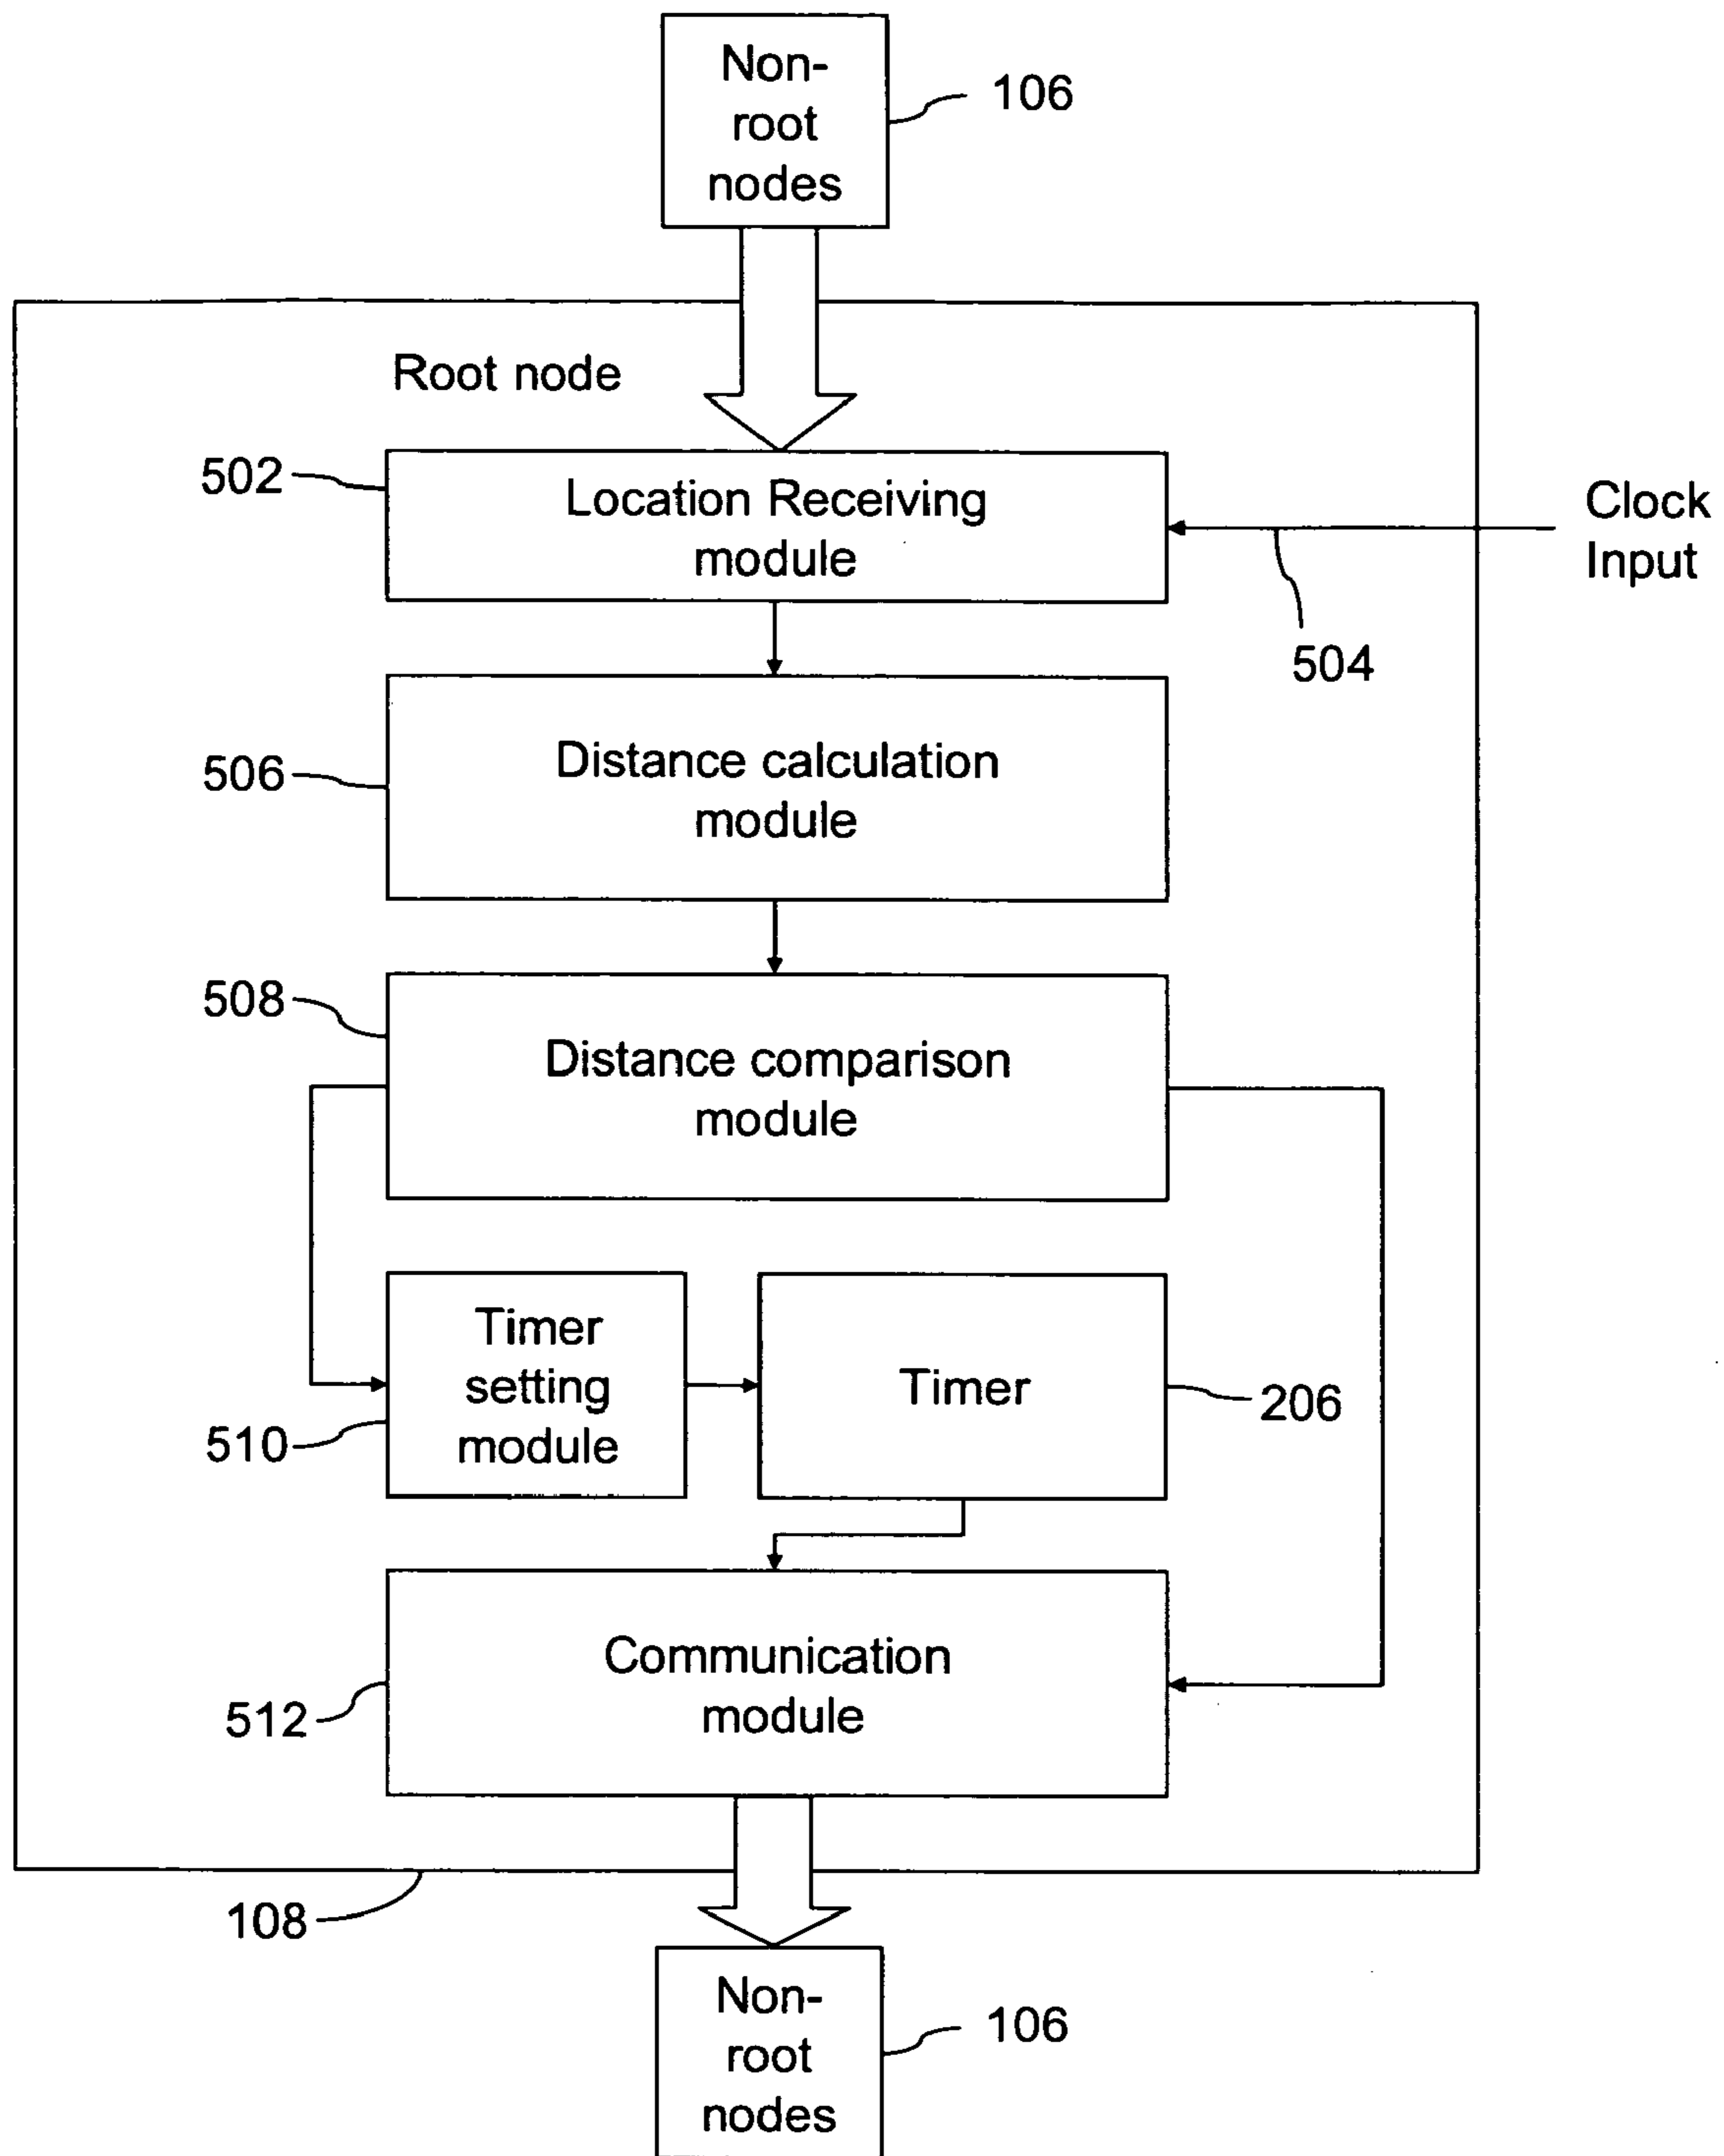 Non-
root
nodes
106
Root node
502
Location Receiving
module
Clock
Input
504
506
Distance calculation
module
508
Distance comparison
module
Timer
setting
module
510
Timer
206
Communication
module
512
108
Non-
root
nodes
106